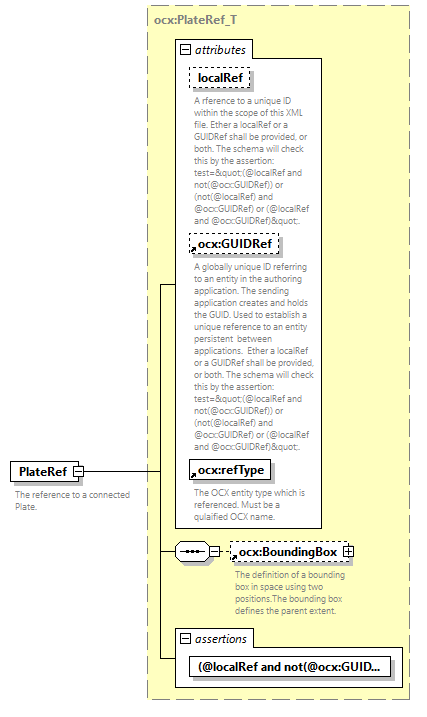 ocx:PlateRef_T
attributes
localRef
A rference to a unique ID
within the scope of this XML
file. Ether a localRef or a
GUIDRef shall be provided, or
both. The schema will check
this by the assertion:
test=&quot;(@localRef and
not(@ocx:GUIDRef)) or
(not(@localRef) and
@ocx:GUIDRef) or (@localRef
and @ocx:GUIDRef)&quot;.
ocx:GUIDRef
A globally unique ID referring
to an entity in the authoring
application. The sending
application creates and holds
the GUID. Used to establish a
unique reference to an entity
persistent between
applications. Ether a localRef
or a GUIDRef shall be provided,
or both. The schema will check
this by the assertion:
test=&quot;(@localRef and
not(@ocx:GUIDRef)) or
(not(@localRef) and
@ocx:GUIDRef) or (@localRef
and @ocx:GUIDRef)&quot;.
ocx:refType
The OCX entity type which is
referenced. Must be a
qulaified OCX name.
PlateRef
The reference to a connected
Plate.
ocx:BoundingBox
The definition of a bounding
box in space using two
positions.The bounding box
defines the parent extent.
assertions
(@localRef and not(@ocx:GUID...